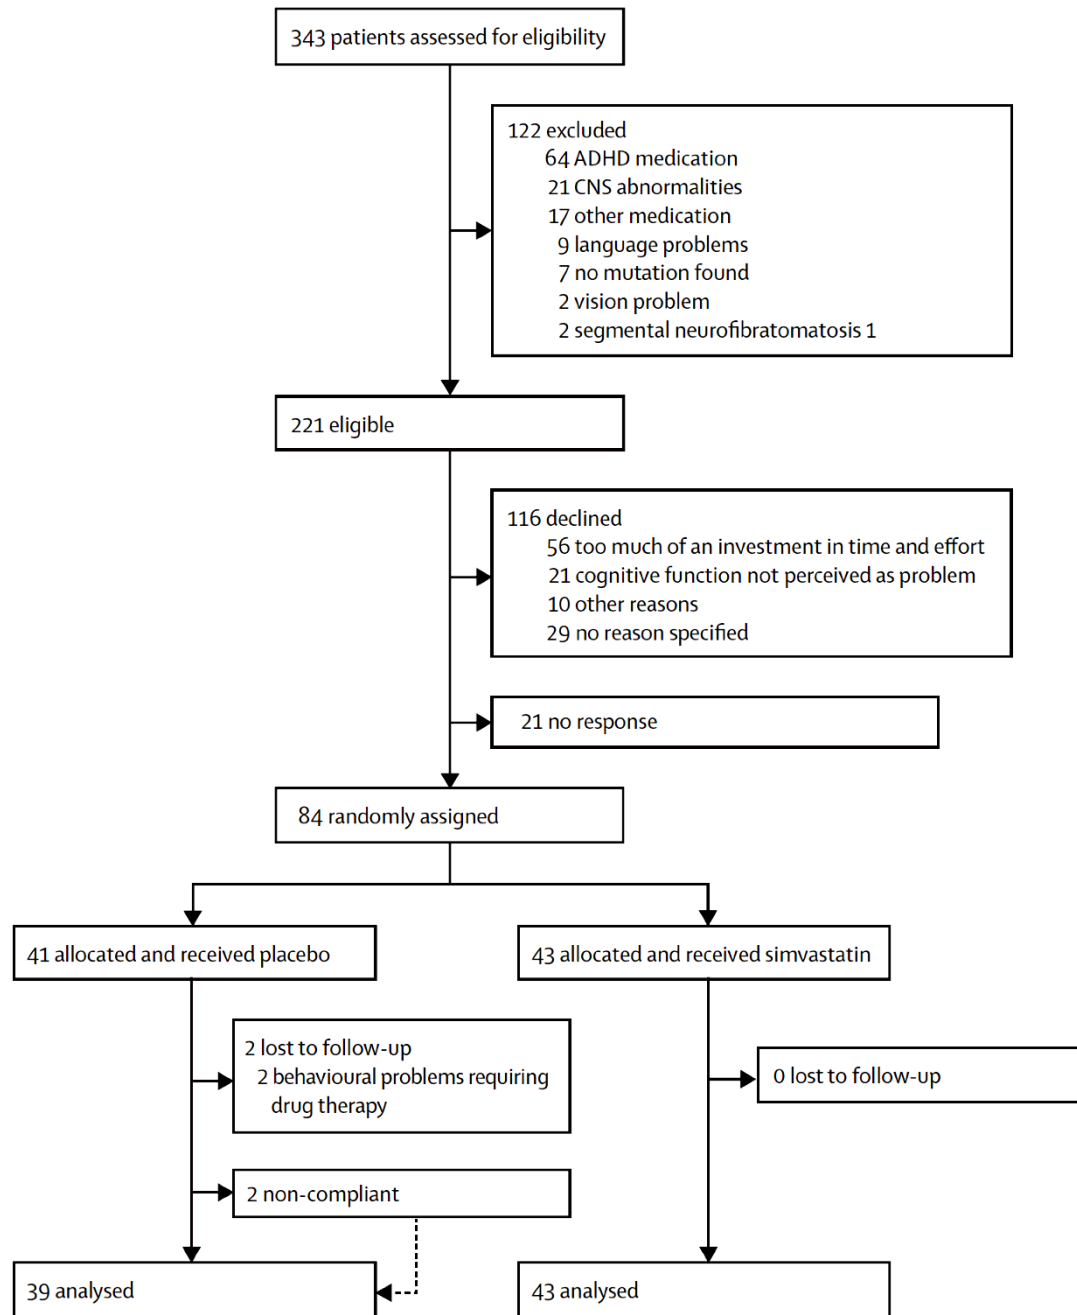 343 patients assessed for eligibility
122 excluded
64 ADHD medication
21 CNS abnormalities
17 other medication
9 language problems
7 no mutation found
2 vision problem
2 segmental neurofibratomatosis 1
221 eligible
116 declined
56 too much of an investment in time and effort
21 cognitive function not perceived as problem
10 other reasons
29 no reason specified
21 no response
84 randomly assigned
41 allocated and received placebo
43 allocated and received simvastatin
2 lost to follow-up
2 behavioural problems requiring
drug therapy
0 lost to follow-up
2 non-compliant
39 analysed
43 analysed